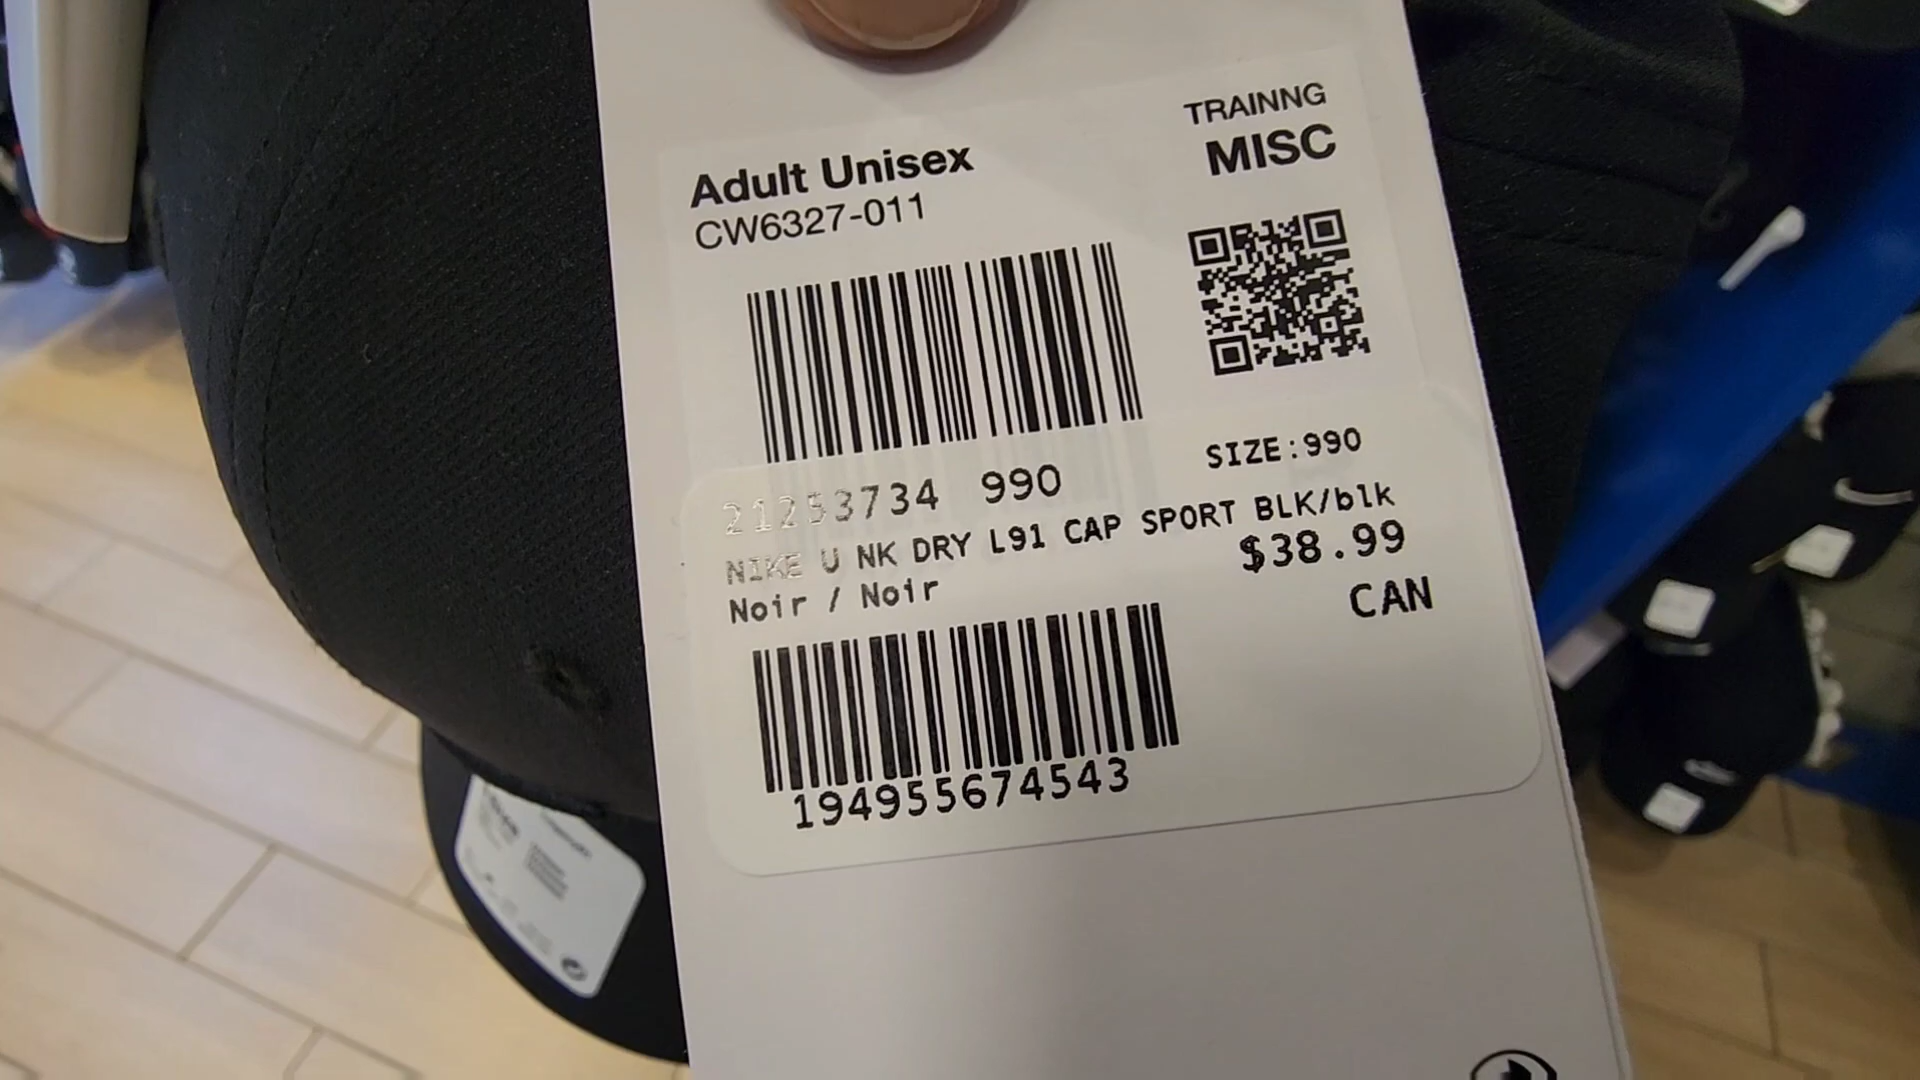 TRAINNG
MISC
Adult Unisex
CW6327-011
SIZE:990
21253734 990
NIKE U NK DRY L91 CAP SPORT BLK/blk
$38.99
Noir / Noir
CAN
194955674543